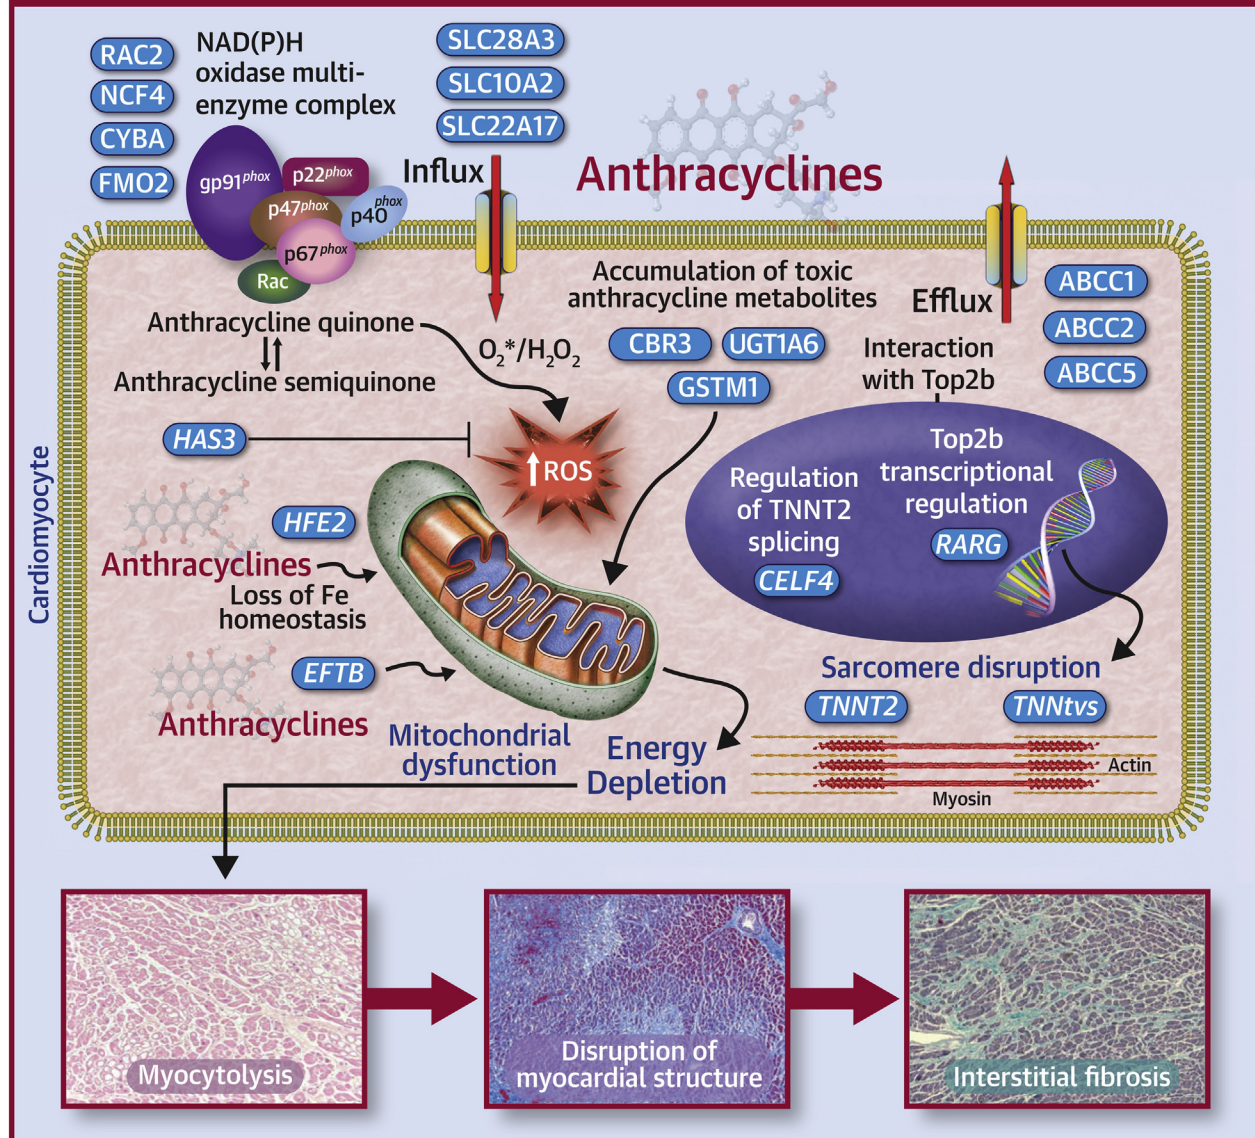 RAC2
NCF4
CYBA
FMO2
NAD(P)H
oxidase multi-
enzyme complex
gp91phox
p22phox
p47phox
p40phox
p67phox
Rac
SLC28A3
SLC10A2
SLC22A17
Influx
Anthracyclines
Efflux
ABCC1
ABCC2
ABCC5
Accumulation of toxic
anthracycline metabolites
CBR3
UGT1A6
GSTM1
Anthracycline quinone
Anthracycline semiquinone
O2*/H2O2
HAS3
↑ROS
Interaction
with Top2b
Top2b
transcriptional
regulation
RARG
Regulation
of TNNT2
splicing
CELF4
Cardiomyocyte
HFE2
Anthracyclines
Loss of Fe
homeostasis
EFTB
Anthracyclines
Mitochondrial
dysfunction
Energy
Depletion
Sarcomere disruption
TNNT2
TNNtvs
Actin
Myosin
Myocytolysis
Disruption of
myocardial structure
Interstitial fibrosis